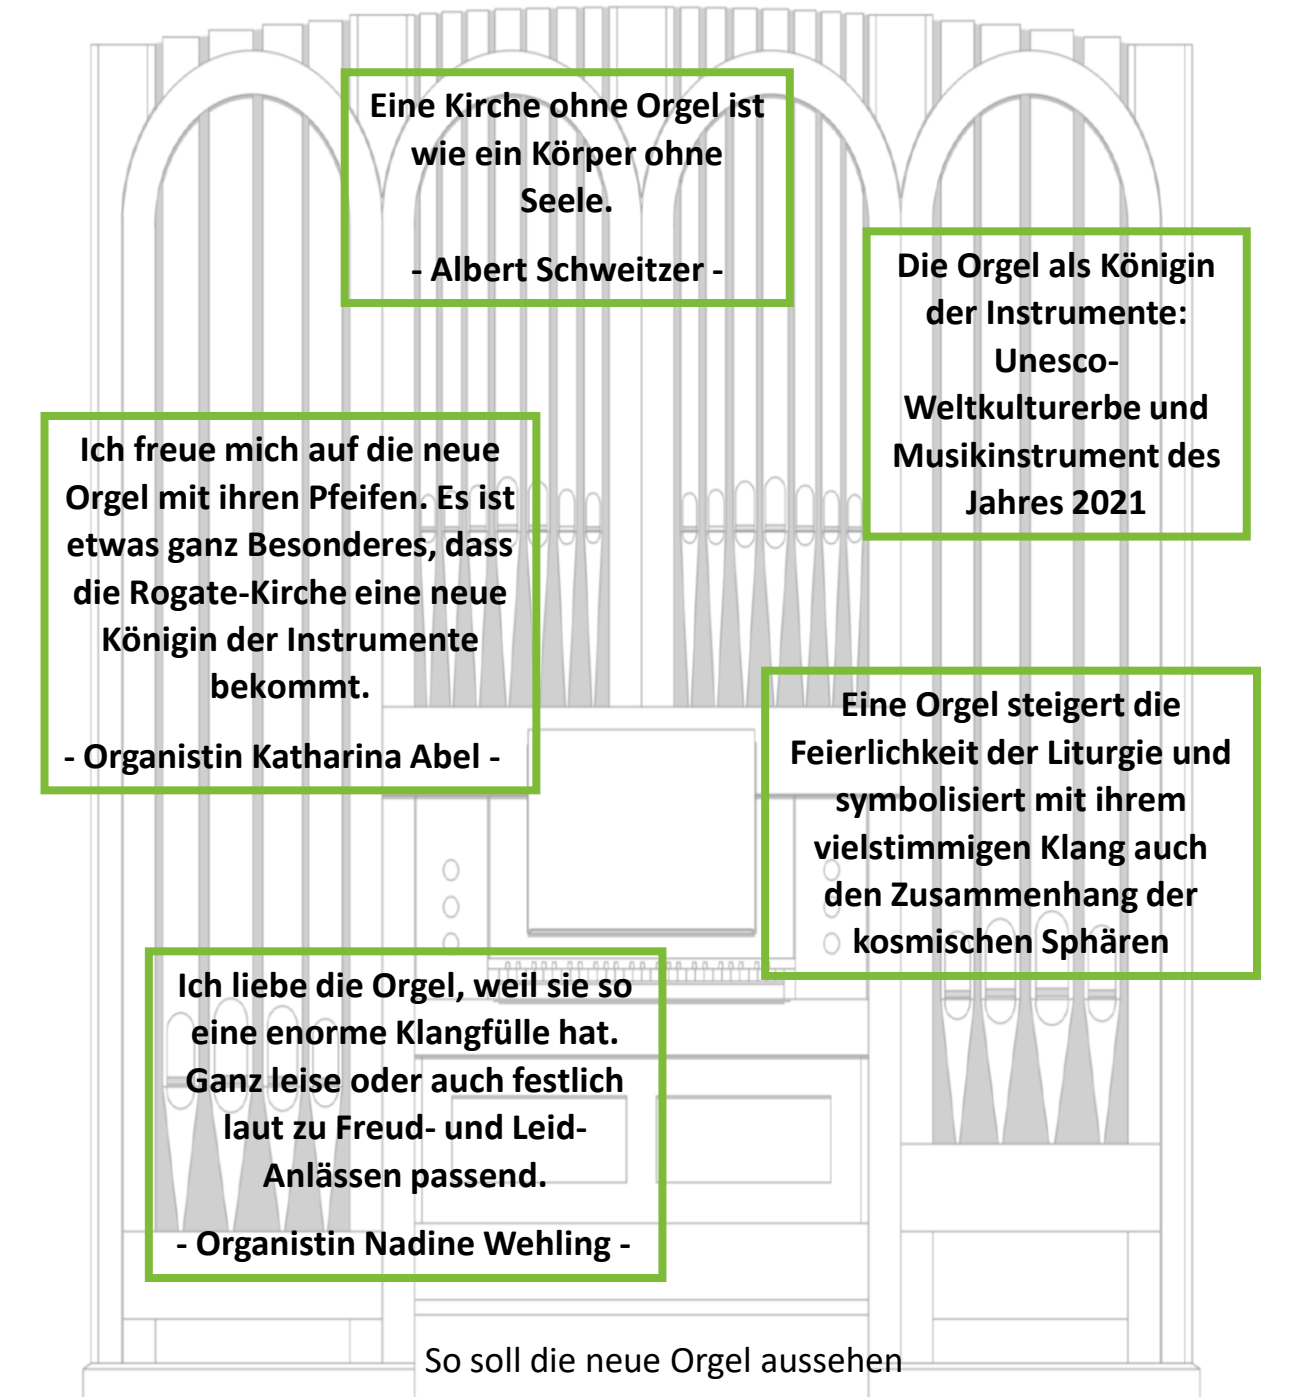 Eine Kirche ohne Orgel ist
wie ein Körper ohne
Seele.
- Albert Schweitzer -
Die Orgel als Königin
der Instrumente:
Unesco-
Weltkulturerbe und
Musikinstrument des
Jahres 2021
Ich freue mich auf die neue
Orgel mit ihren Pfeifen. Es ist
etwas ganz Besonderes, dass
die Rogate-Kirche eine neue
Königin der Instrumente
bekommt.
- Organistin Katharina Abel -
Eine Orgel steigert die
Feierlichkeit der Liturgie und
symbolisiert mit ihrem
vielstimmigen Klang auch
den Zusammenhang der
kosmischen Sphären
Ich liebe die Orgel, weil sie so
eine enorme Klangfülle hat.
Ganz leise oder auch festlich
laut zu Freud- und Leid-
Anlässen passend.
- Organistin Nadine Wehling -
So soll die neue Orgel aussehen